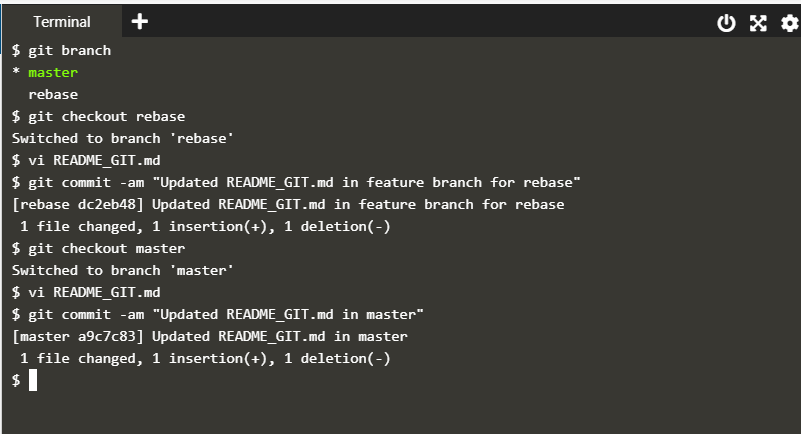 Terminal
$ git branch
* master
  rebase
$ git checkout rebase
Switched to branch 'rebase'
$ vi README_GIT.md
$ git commit -am "Updated README_GIT.md in feature branch for rebase"
[rebase dc2eb48] Updated README_GIT.md in feature branch for rebase
 1 file changed, 1 insertion(+), 1 deletion(-)
$ git checkout master
Switched to branch 'master'
$ vi README_GIT.md
$ git commit -am "Updated README_GIT.md in master"
[master a9c7c83] Updated README_GIT.md in master
 1 file changed, 1 insertion(+), 1 deletion(-)
$